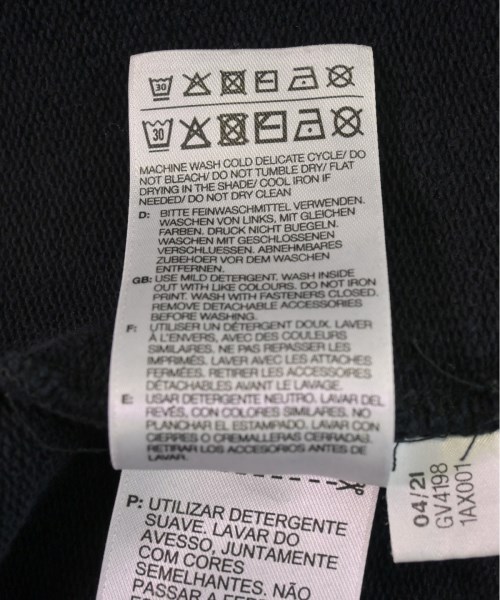 30
30
MACHINE WASH COLD DELICATE CYCLE/ DO
NOT BLEACH/ DO NOT TUMBLE DRY/ FLAT
DRYING IN THE SHADE/ COOL IRON IF
NEEDED/ DO NOT DRY CLEAN
D: BITTE FEINWASCHMITTEL VERWENDEN.
WASCHEN VON LINKS, MIT GLEICHEN
FARBEN. DRUCK NICHT BUEGELN.
WASCHEN MIT GESCHLOSSENEN
VERSCHLUESSEN. ABNEHMBARES
ZUBEHOER VOR DEM WASCHEN
ENTFERNEN.
GB: USE MILD DETERGENT. WASH INSIDE
OUT WITH LIKE COLOURS. DO NOT IRON
PRINT. WASH WITH FASTENERS CLOSED.
REMOVE DETACHABLE ACCESSORIES
BEFORE WASHING.
F: UTILISER UN DÉTERGENT DOUX. LAVER
À L'ENVERS, AVEC DES COULEURS
SIMILAIRES. NE PAS REPASSER LES
IMPRIMÉS. LAVER AVEC LES ATTACHES
FERMÉES. RETIRER LES ACCESSOIRES
DÉTACHABLES AVANT LE LAVAGE.
E: USAR DETERGENTE NEUTRO. LAVAR DEL
REVÉS, CON COLORES SIMILARES. NO
PLANCHAR EL ESTAMPADO. LAVAR CON
CIERRES O CREMALLERAS CERRADAS.
RETIRAR LOS ACCESORIOS ANTES DE
LAVAR.
P: UTILIZAR DETERGENTE
SUAVE. LAVAR DO
AVESSO, JUNTAMENTE
COM CORES
SEMELHANTES. NÃO
PASSAR A FERRO
04/21
GV4198
1AX001